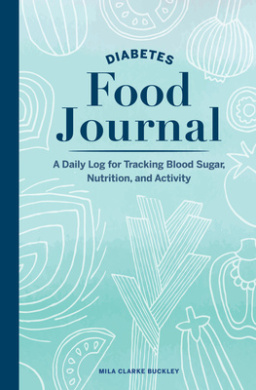 DIABETES
Food
Journal
A Daily Log for Tracking Blood Sugar,
Nutrition, and Activity
MILA CLARKE BUCKLEY